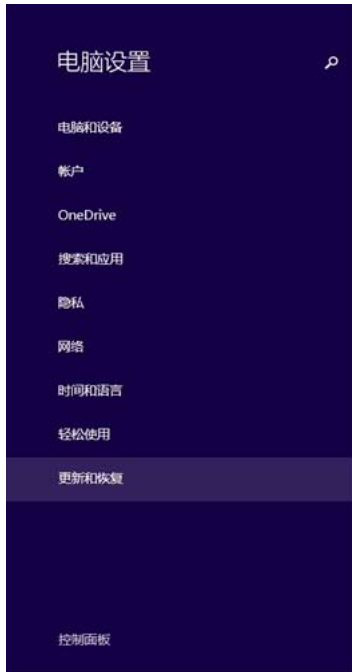 电脑设置
电脑和设备
帐户
OneDrive
搜索和应用
隐私
网络
时间和语言
轻松使用
更新和恢复
控制面板